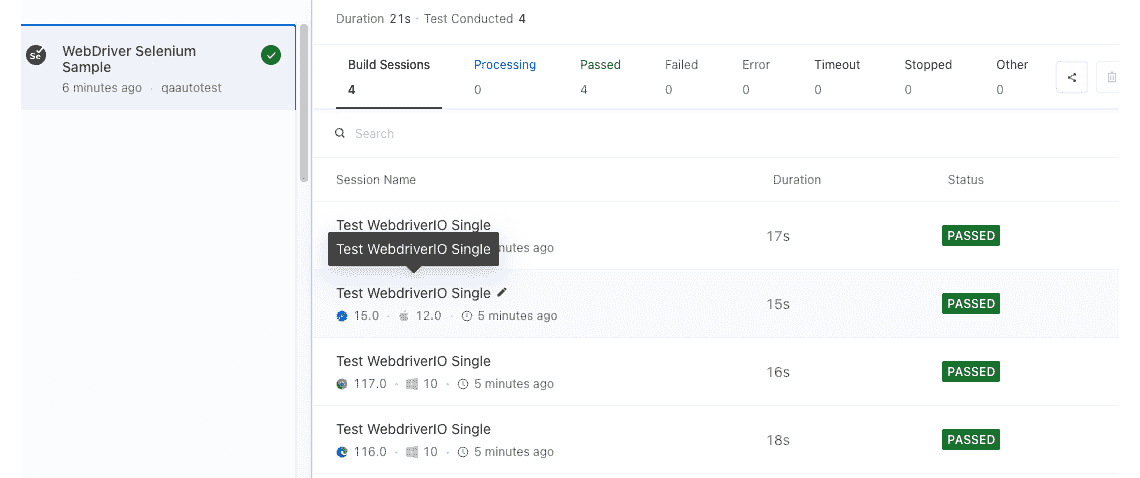 Duration 21s · Test Conducted 4
WebDriver Selenium
Sample
6 minutes ago · qaautotest
Se
Build Sessions Processing Passed Failed Error Timeout Stopped Other
4 0 4 0 0 0 0 0
Search
Session Name Duration Status
Test WebdriverIO Single
17s PASSED
Test WebdriverIO Single
nutes ago
Test WebdriverIO Single
15s PASSED
15.0 · 12.0 · 5 minutes ago
Test WebdriverIO Single
16s PASSED
117.0 · 10 · 5 minutes ago
Test WebdriverIO Single
18s PASSED
116.0 · 10 · 5 minutes ago